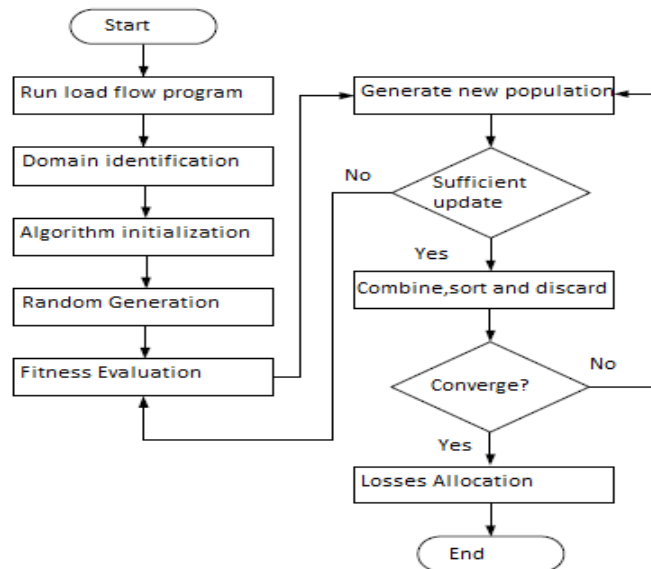 Start
Run load flow program
Domain identification
Algorithm initialization
Random Generation
Fitness Evaluation
Generate new population
No
Sufficient
update
Yes
Combine,sort and discard
No
Converge?
Yes
Losses Allocation
End